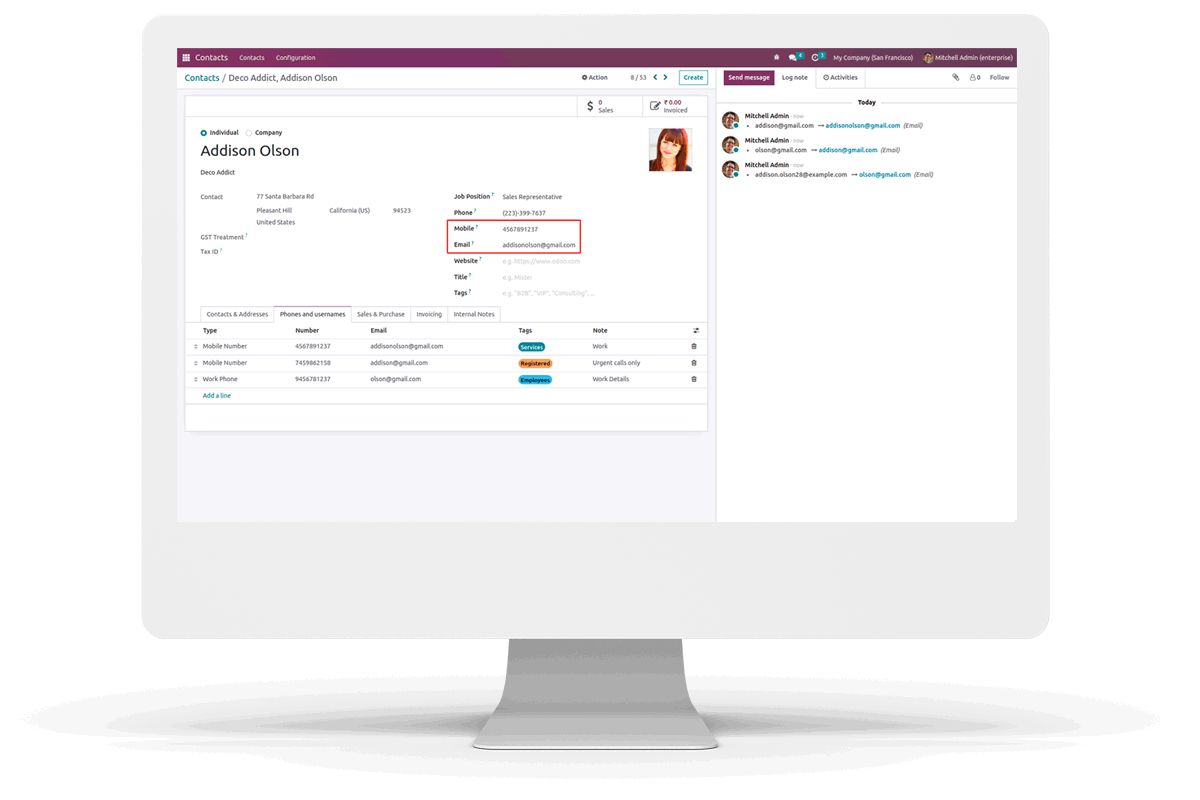 Contacts Contacts Configuration 4 3 My Company (San Francisco) Mitchell Admin (enterprise)
Contacts / Deco Addict, Addison Olson Action 8 / 53 Create
0 Sales
₹ 0.00 Invoiced
Individual Company
Addison Olson
Deco Addict
Contact 77 Santa Barbara Rd
Pleasant Hill California (US) 94523
United States
GST Treatment ?
Tax ID ?
Job Position ? Sales Representative
Phone ? (223)-399-7637
Mobile ? 4567891237
Email ? addisonolson@gmail.com
Website ? e.g. https://www.odoo.com
Title ? e.g. Mister
Tags ? e.g. "B2B", "VIP", "Consulting", ...
Contacts & Addresses Phones and usernames Sales & Purchase Invoicing Internal Notes
Type Number Email Tags Note
Mobile Number 4567891237 addisonolson@gmail.com Services Work
Mobile Number 7459862158 addison@gmail.com Registered Urgent calls only
Work Phone 9456781237 olson@gmail.com Employees Work Details
Add a line
Send message Log note Activities 0 Follow
Today
Mitchell Admin - now
• addison@gmail.com → addisonolson@gmail.com (Email)
Mitchell Admin - now
• olson@gmail.com → addison@gmail.com (Email)
Mitchell Admin - now
• addison.olson28@example.com → olson@gmail.com (Email)